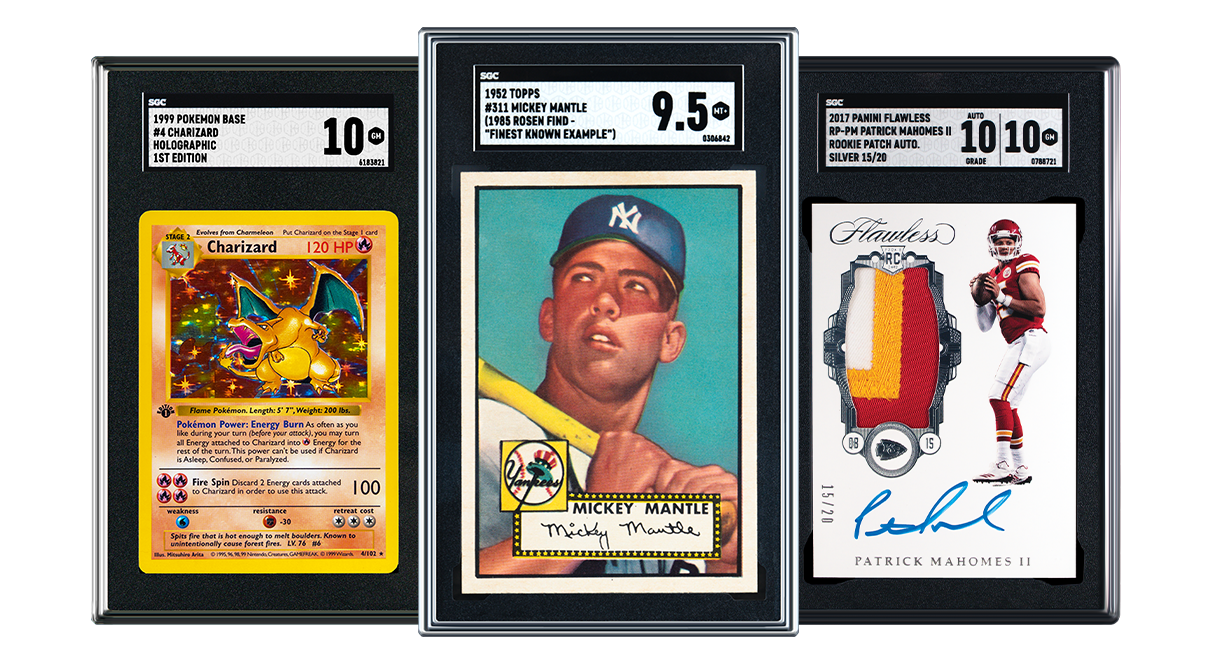 SGC
1999 POKEMON BASE
#4 CHARIZARD
HOLOGRAPHIC
1ST EDITION
10 GM
6183821
STAGE 2
Evolves from Charmeleon Put Charizard on the Stage 1 card
Charizard 120 HP
EDITION
1
Flame Pokémon. Length: 5' 7", Weight: 200 lbs.
Pokémon Power: Energy Burn As often as you
like during your turn (before your attack), you may turn
all Energy attached to Charizard into Energy for the
rest of the turn. This power can't be used if Charizard
is Asleep, Confused, or Paralyzed.
Fire Spin Discard 2 Energy cards attached
to Charizard in order to use this attack. 100
weakness resistance retreat cost
-30
Spits fire that is hot enough to melt boulders. Known to
unintentionally cause forest fires. LV. 76 #6
Illus. Mitsuhiro Arita © 1995, 96, 98, 99 Nintendo, Creatures, GAMEFREAK. © 1999 Wizards. 4/102 ★
SGC
1952 TOPPS
#311 MICKEY MANTLE
(1985 ROSEN FIND -
"FINEST KNOWN EXAMPLE")
9.5 MT+
0306842
NY
Yankees
MICKEY MANTLE
Mickey Mantle
SGC
2017 PANINI FLAWLESS
RP-PM PATRICK MAHOMES II
ROOKIE PATCH AUTO.
SILVER 15/20
AUTO
10
GRADE
10 GM
0788721
Flawless
RC
08 15
15/20
PATRICK MAHOMES II